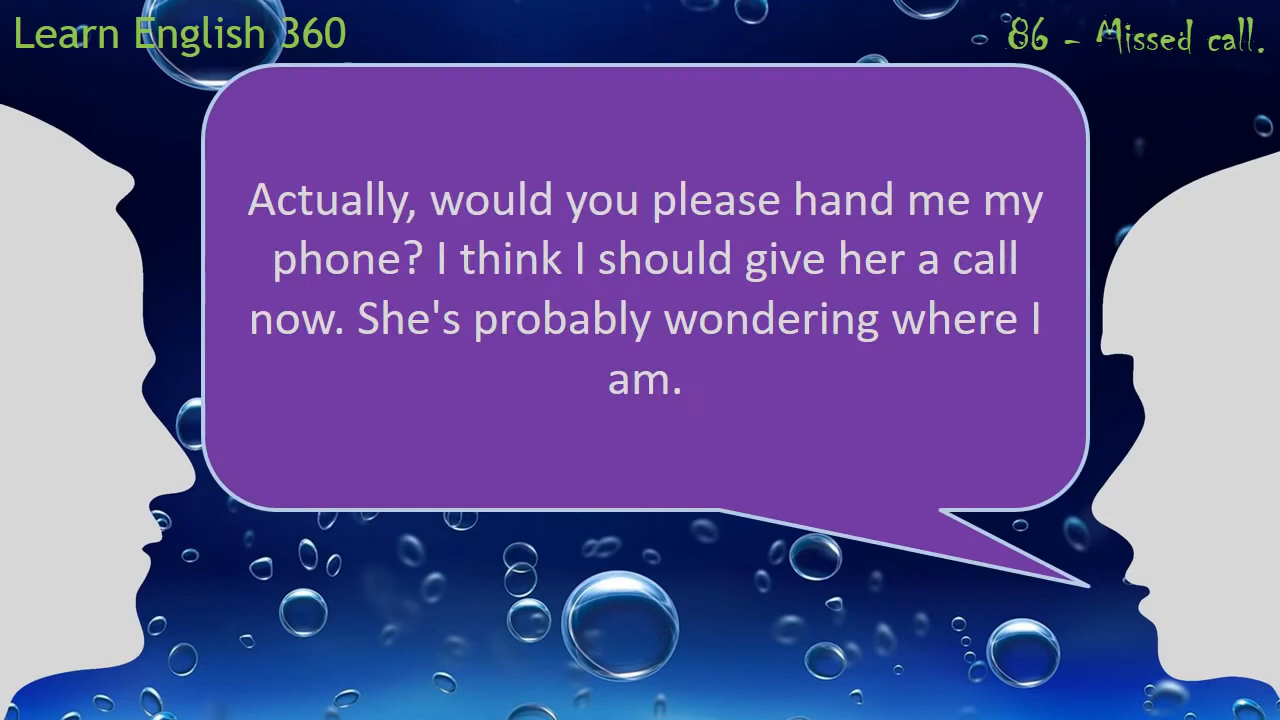 Learn English 360
86 - Missed call.
Actually, would you please hand me my
phone? I think I should give her a call
now. She's probably wondering where I
am.